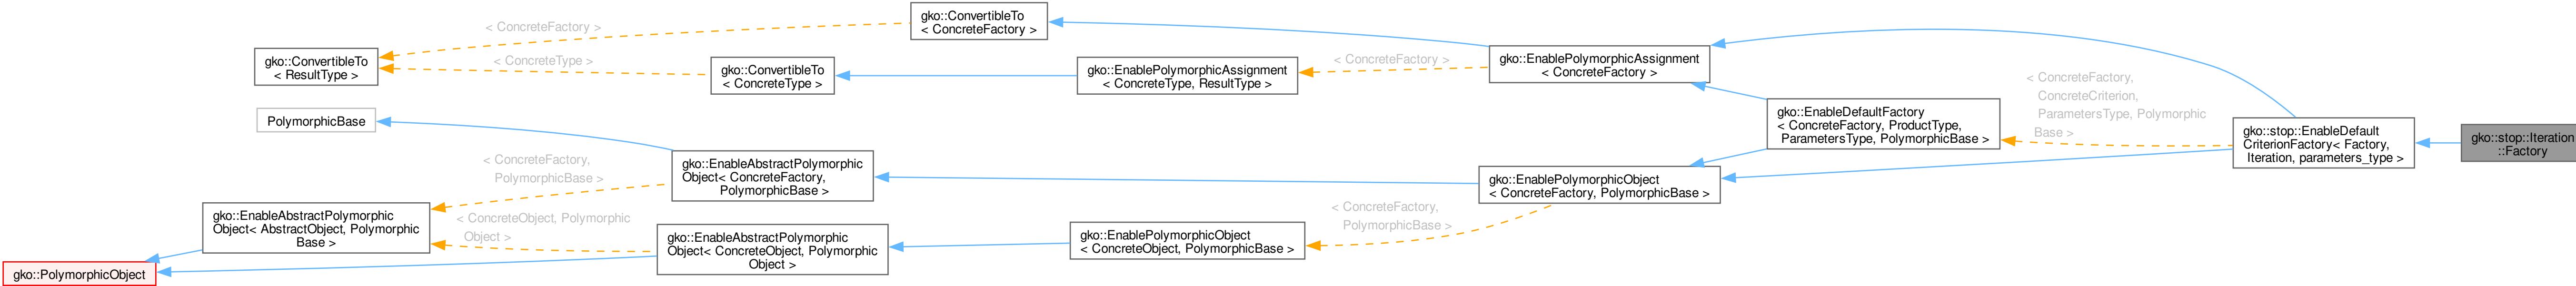 gko::ConvertibleTo
< ConcreteFactory >
< ConcreteFactory >
gko::ConvertibleTo
< ResultType >
< ConcreteType >
gko::ConvertibleTo
< ConcreteType >
gko::EnablePolymorphicAssignment
< ConcreteType, ResultType >
< ConcreteFactory >
gko::EnablePolymorphicAssignment
< ConcreteFactory >
PolymorphicBase
gko::EnableDefaultFactory
< ConcreteFactory, ProductType,
ParametersType, PolymorphicBase >
< ConcreteFactory,
ConcreteCriterion,
ParametersType, Polymorphic
Base >
gko::stop::EnableDefault
CriterionFactory< Factory,
Iteration, parameters_type >
gko::stop::Iteration
::Factory
< ConcreteFactory,
PolymorphicBase >
gko::EnableAbstractPolymorphic
Object< ConcreteFactory,
PolymorphicBase >
gko::EnablePolymorphicObject
< ConcreteFactory, PolymorphicBase >
gko::EnableAbstractPolymorphic
Object< AbstractObject, Polymorphic
Base >
< ConcreteObject, Polymorphic
Object >
gko::EnableAbstractPolymorphic
Object< ConcreteObject, Polymorphic
Object >
gko::EnablePolymorphicObject
< ConcreteObject, PolymorphicBase >
< ConcreteFactory,
PolymorphicBase >
gko::PolymorphicObject